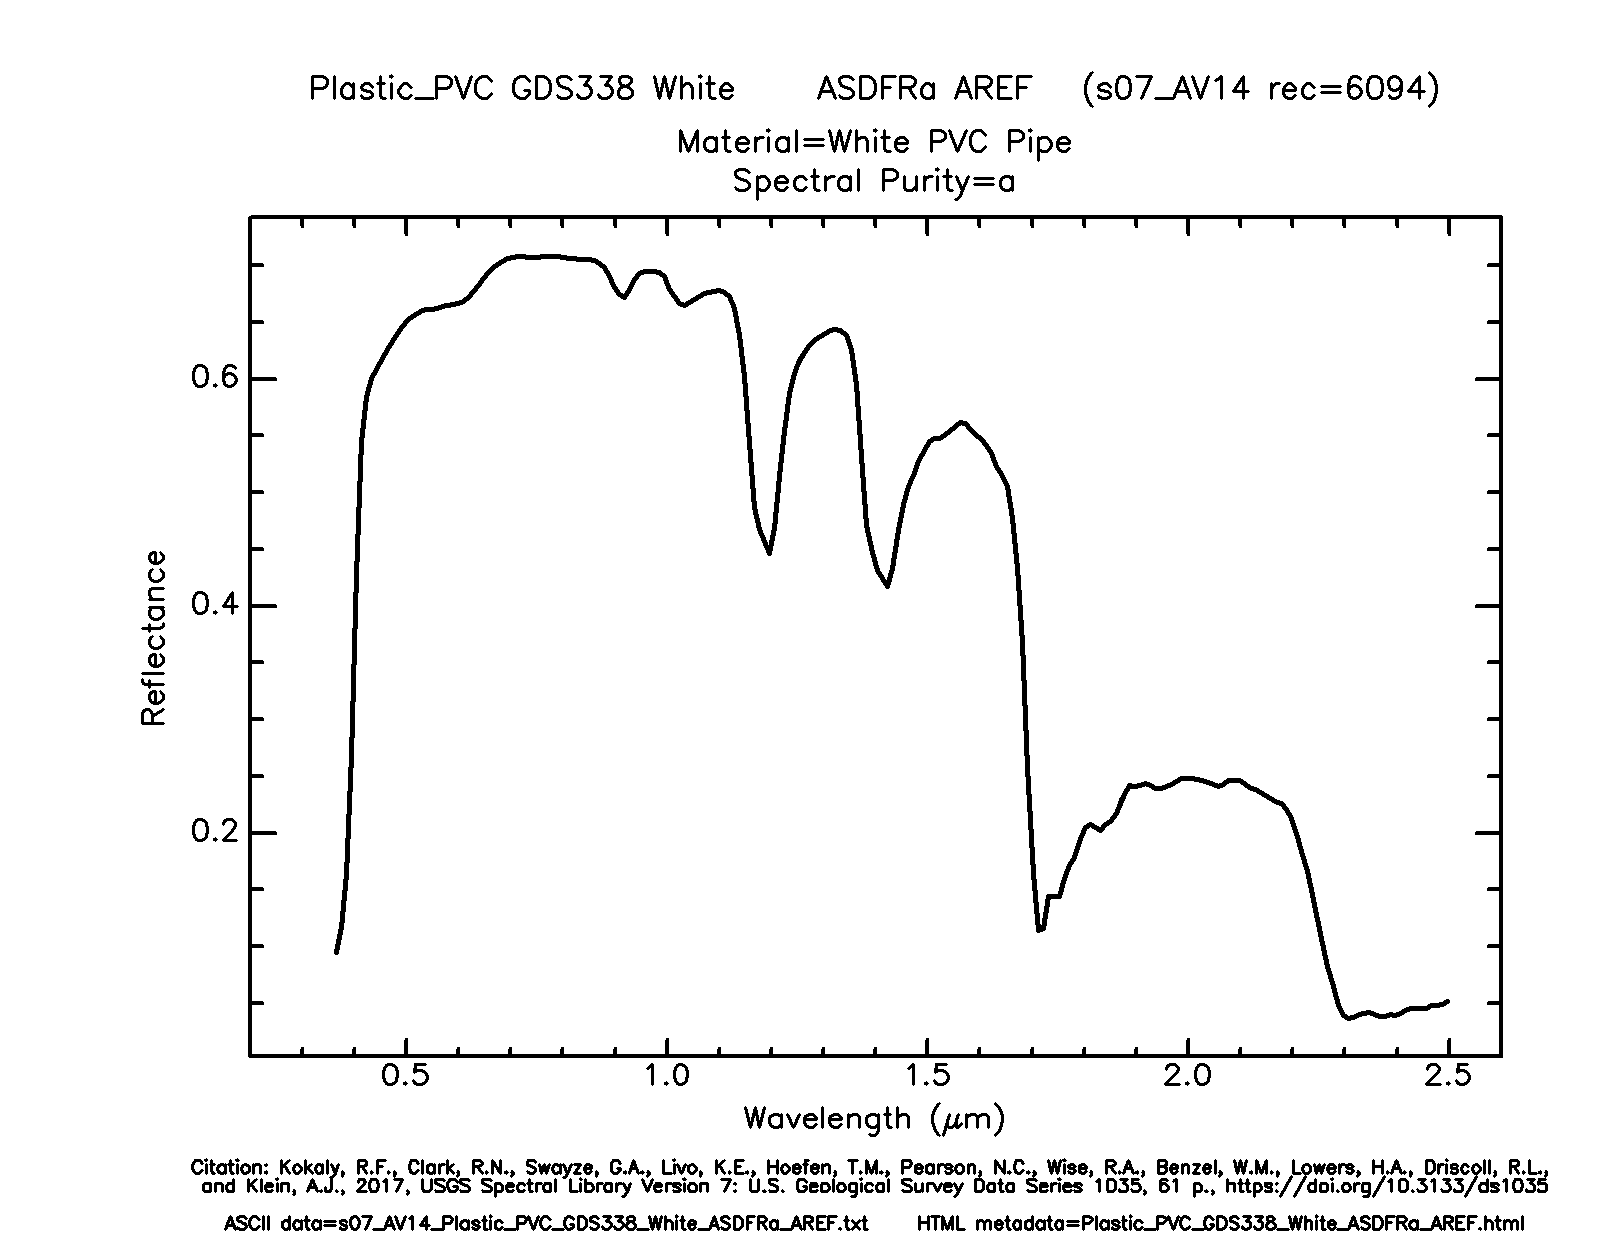 Plastic_PVC GDS338 White ASDFRa AREF (s07_AV14 rec=6094)
Material=White PVC Pipe
Spectral Purity=a
0.6
0.4
0.2
Reflectance
0.5 1.0 1.5 2.0 2.5
Wavelength (μm)
Citation: Kokaly, R.F., Clark, R.N., Swayze, G.A., Livo, K.E., Hoefen, T.M., Pearson, N.C., Wise, R.A., Benzel, W.M., Lowers, H.A., Driscoll, R.L.,
and Klein, A.J., 2017, USGS Spectral Library Version 7: U.S. Geological Survey Data Series 1035, 61 p., https://doi.org/10.3133/ds1035
ASCII data=s07_AV14_Plastic_PVC_GDS338_White_ASDFRa_AREF.txt HTML metadata=Plastic_PVC_GDS338_White_ASDFRa_AREF.html